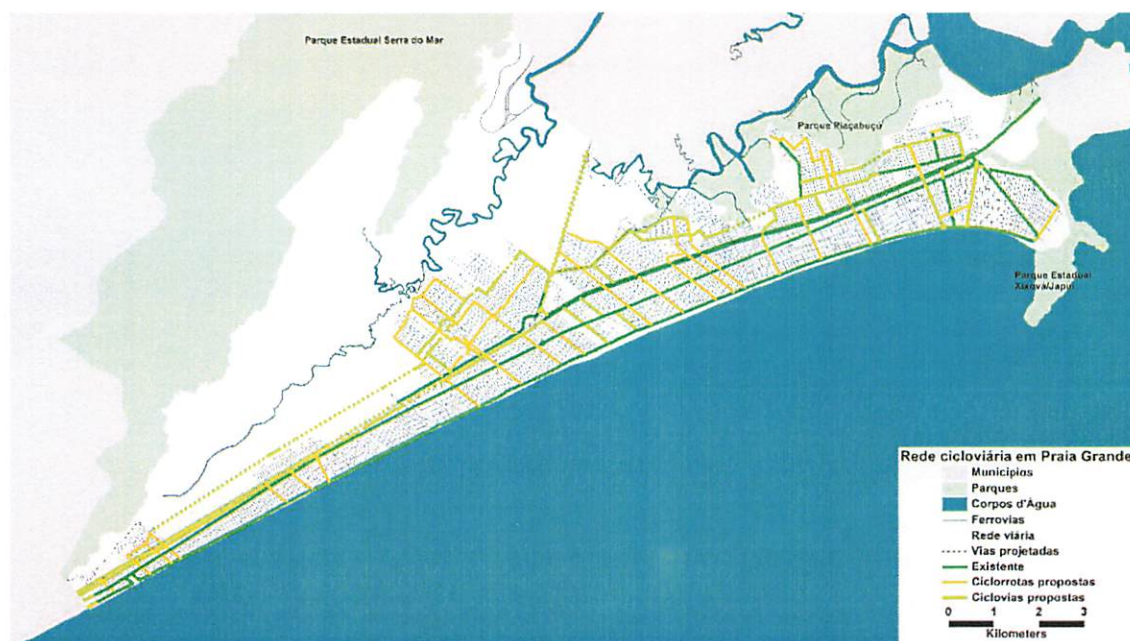 Parque Estadual Serra do Mar
Parque Piaçabuçú
Parque Estadual
Xixová/Japuí
Rede cicloviária em Praia Grande
Municípios
Parques
Corpos d'Água
Ferrovias
Rede viária
Vias projetadas
Existente
Ciclorrotas propostas
Ciclovias propostas
0 1 2 3
Kilometers